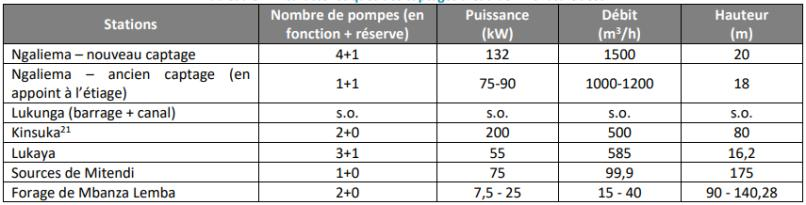 Stations
Nombre de pompes (en
fonction + réserve)
Puissance
(kW)
Débit
(m³/h)
Hauteur
(m)
Ngaliema – nouveau captage 4+1 132 1500 20
Ngaliema – ancien captage (en
appoint à l'étiage) 1+1 75-90 1000-1200 18
Lukunga (barrage + canal) s.o. s.o. s.o. s.o.
Kinsuka²¹ 2+0 200 500 80
Lukaya 3+1 55 585 16,2
Sources de Mitendi 1+0 75 99,9 175
Forage de Mbanza Lemba 2+0 7,5 - 25 15 - 40 90 - 140,28